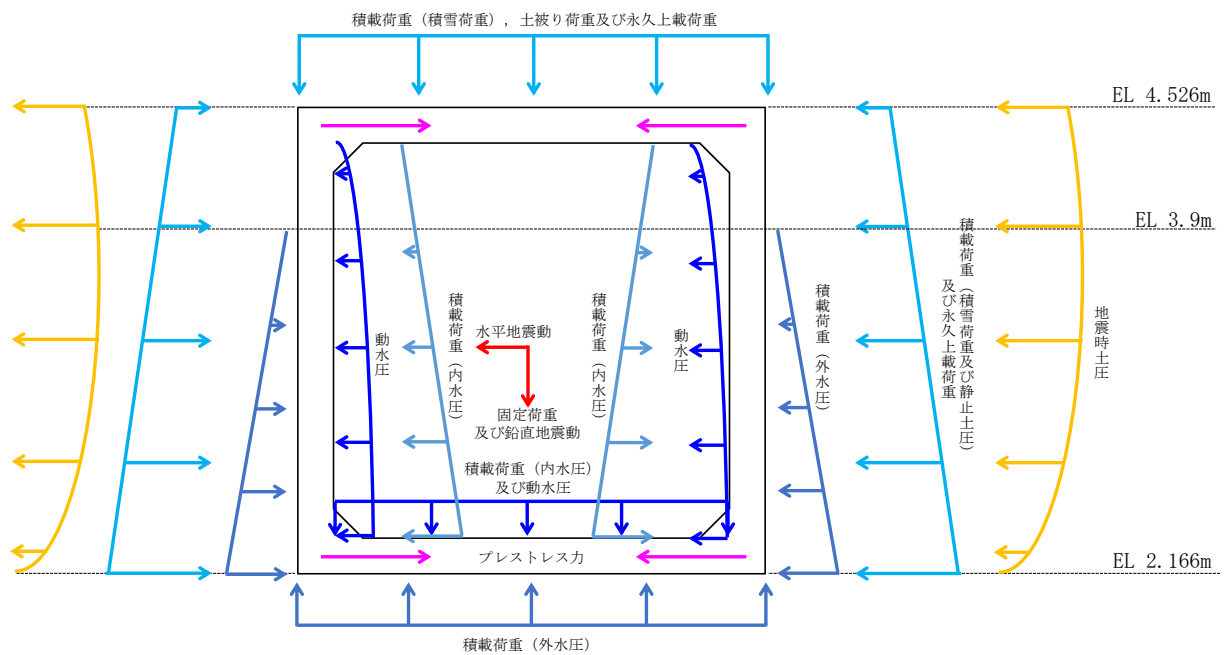 積載荷重（積雪荷重），土被り荷重及び永久上載荷重
EL 4.526m
EL 3.9m
動水圧
積載荷重（内水圧）
水平地震動
固定荷重
及び鉛直地震動
積載荷重（内水圧）
動水圧
積載荷重（外水圧）
積載荷重（積雪荷重及び静止土圧）
及び永久上載荷重
地震時土圧
積載荷重（内水圧）
及び動水圧
プレストレス力
EL 2.166m
積載荷重（外水圧）